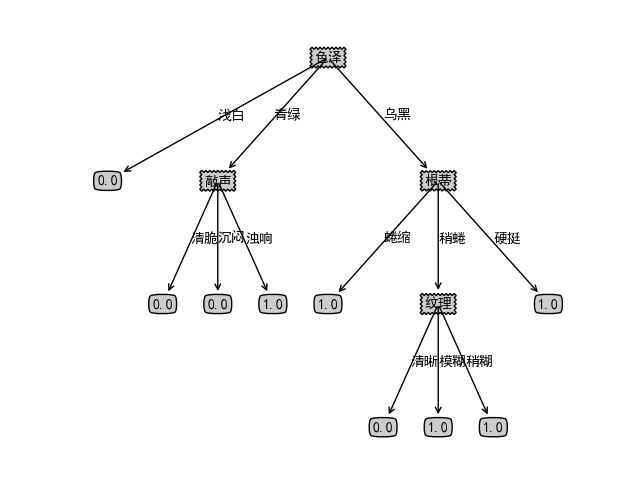 色泽
浅白 青绿 乌黑
0.0 敲声 根蒂
清脆 沉闷 浊响 蜷缩 稍蜷 硬挺
0.0 0.0 1.0 1.0 纹理 1.0
清晰 模糊 稍糊
0.0 1.0 1.0